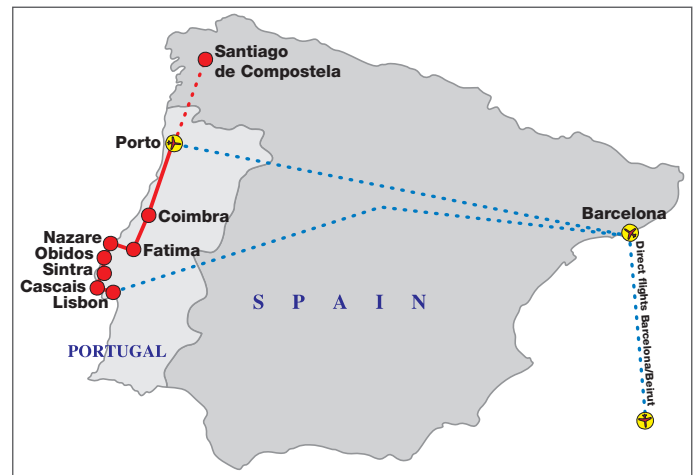 Santiago
de Compostela
Porto
Coimbra
Barcelona
Nazare
Fatima
Obidos
Sintra
Cascais
Lisbon
Direct flights Barcelona/Beirut
S P A I N
PORTUGAL